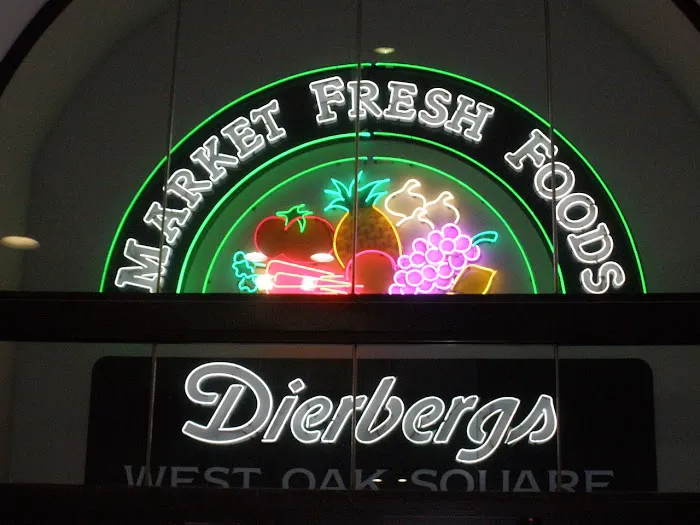 MARKET FRESH FOODS
Dierbergs
WEST OAK SQUARE